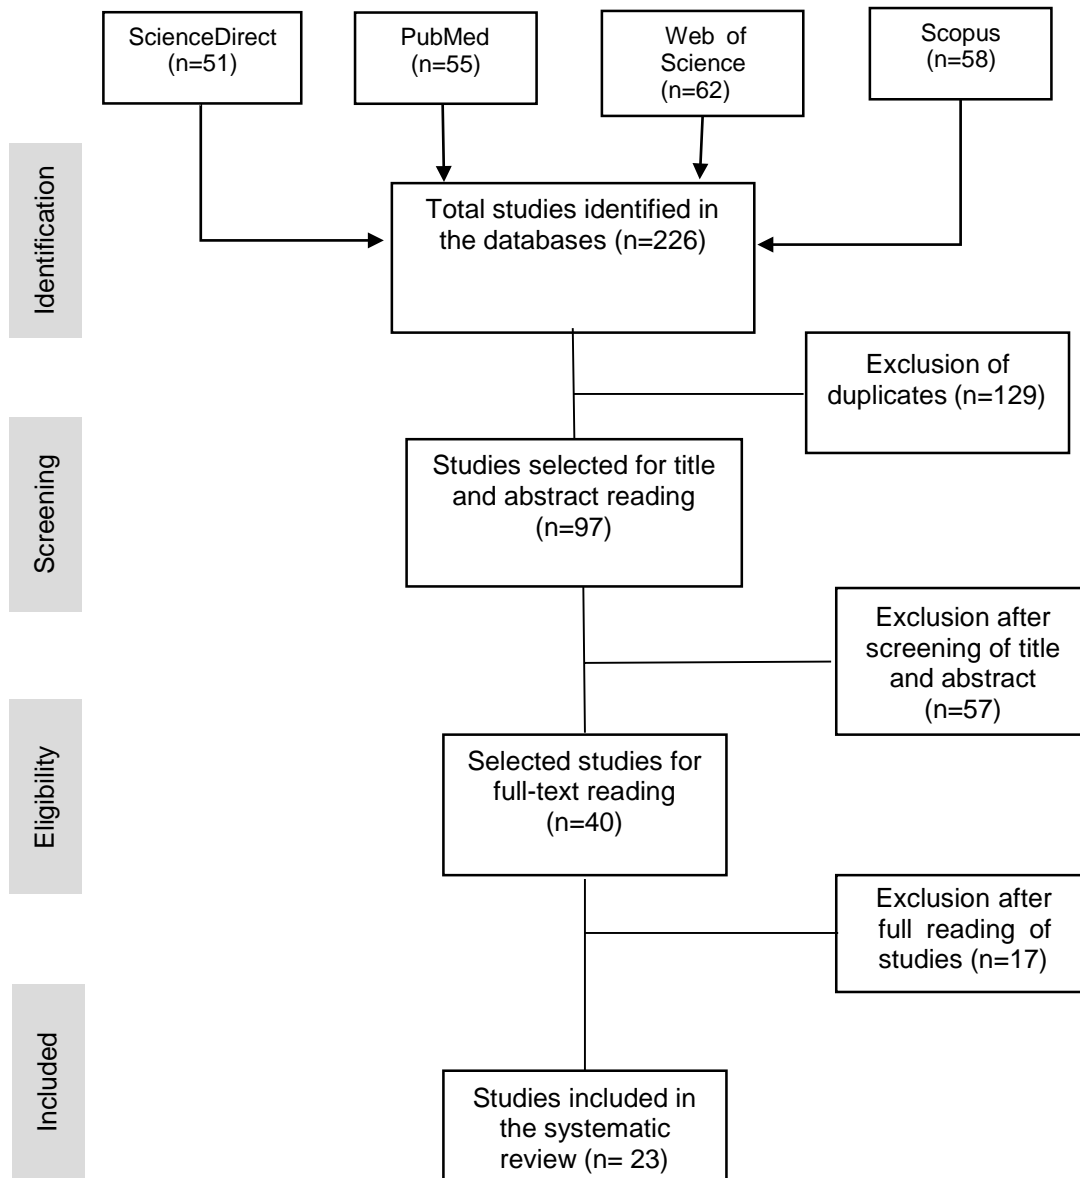 ScienceDirect
(n=51)
PubMed
(n=55)
Web of
Science
(n=62)
Scopus
(n=58)
Identification
Total studies identified in
the databases (n=226)
Exclusion of
duplicates (n=129)
Screening
Studies selected for title
and abstract reading
(n=97)
Exclusion after
screening of title
and abstract
(n=57)
Eligibility
Selected studies for
full-text reading
(n=40)
Exclusion after
full reading of
studies (n=17)
Included
Studies included in
the systematic
review (n= 23)